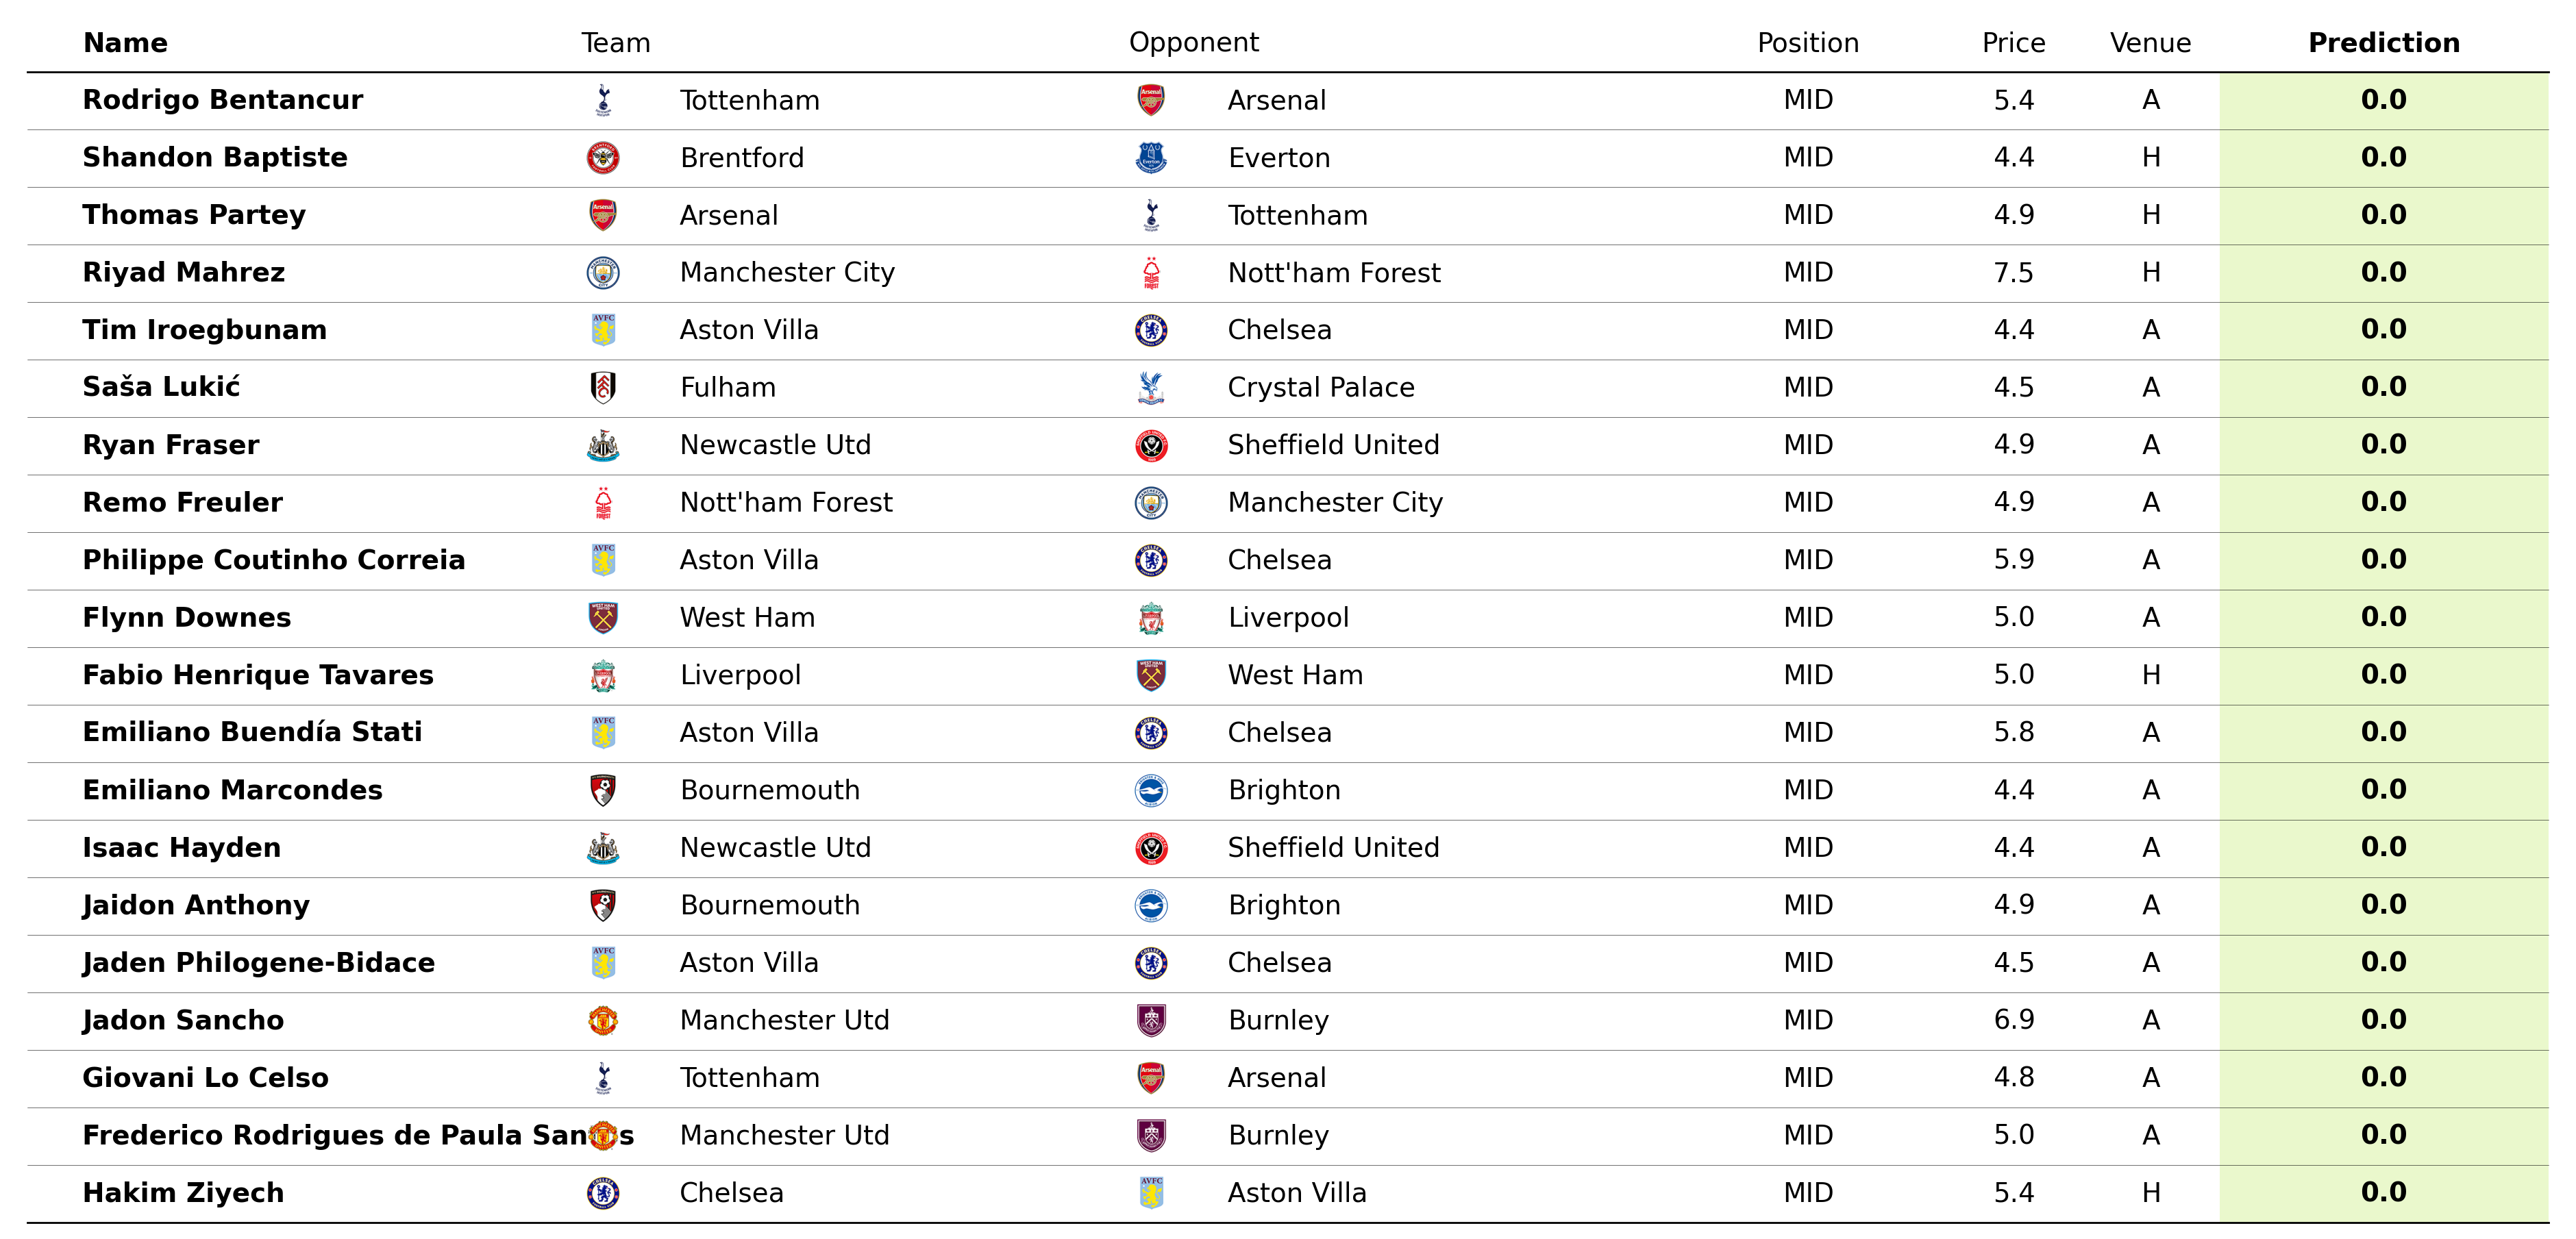 Name Team Opponent Position Price Venue Prediction
Rodrigo Bentancur Tottenham Arsenal MID 5.4 A 0.0
Shandon Baptiste Brentford Everton MID 4.4 H 0.0
Thomas Partey Arsenal Tottenham MID 4.9 H 0.0
Riyad Mahrez Manchester City Nott'ham Forest MID 7.5 H 0.0
Tim Iroegbunam Aston Villa Chelsea MID 4.4 A 0.0
Saša Lukić Fulham Crystal Palace MID 4.5 A 0.0
Ryan Fraser Newcastle Utd Sheffield United MID 4.9 A 0.0
Remo Freuler Nott'ham Forest Manchester City MID 4.9 A 0.0
Philippe Coutinho Correia Aston Villa Chelsea MID 5.9 A 0.0
Flynn Downes West Ham Liverpool MID 5.0 A 0.0
Fabio Henrique Tavares Liverpool West Ham MID 5.0 H 0.0
Emiliano Buendía Stati Aston Villa Chelsea MID 5.8 A 0.0
Emiliano Marcondes Bournemouth Brighton MID 4.4 A 0.0
Isaac Hayden Newcastle Utd Sheffield United MID 4.4 A 0.0
Jaidon Anthony Bournemouth Brighton MID 4.9 A 0.0
Jaden Philogene-Bidace Aston Villa Chelsea MID 4.5 A 0.0
Jadon Sancho Manchester Utd Burnley MID 6.9 A 0.0
Giovani Lo Celso Tottenham Arsenal MID 4.8 A 0.0
Frederico Rodrigues de Paula Manchester Utd Burnley MID 5.0 A 0.0
Hakim Ziyech Chelsea Aston Villa MID 5.4 H 0.0